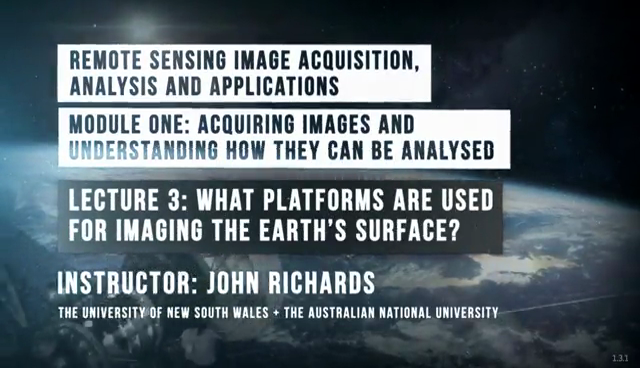 REMOTE SENSING IMAGE ACQUISITION,
ANALYSIS AND APPLICATIONS
MODULE ONE: ACQUIRING IMAGES AND
UNDERSTANDING HOW THEY CAN BE ANALYSED
LECTURE 3: WHAT PLATFORMS ARE USED
FOR IMAGING THE EARTH'S SURFACE?
INSTRUCTOR: JOHN RICHARDS
THE UNIVERSITY OF NEW SOUTH WALES + THE AUSTRALIAN NATIONAL UNIVERSITY
1.3.1